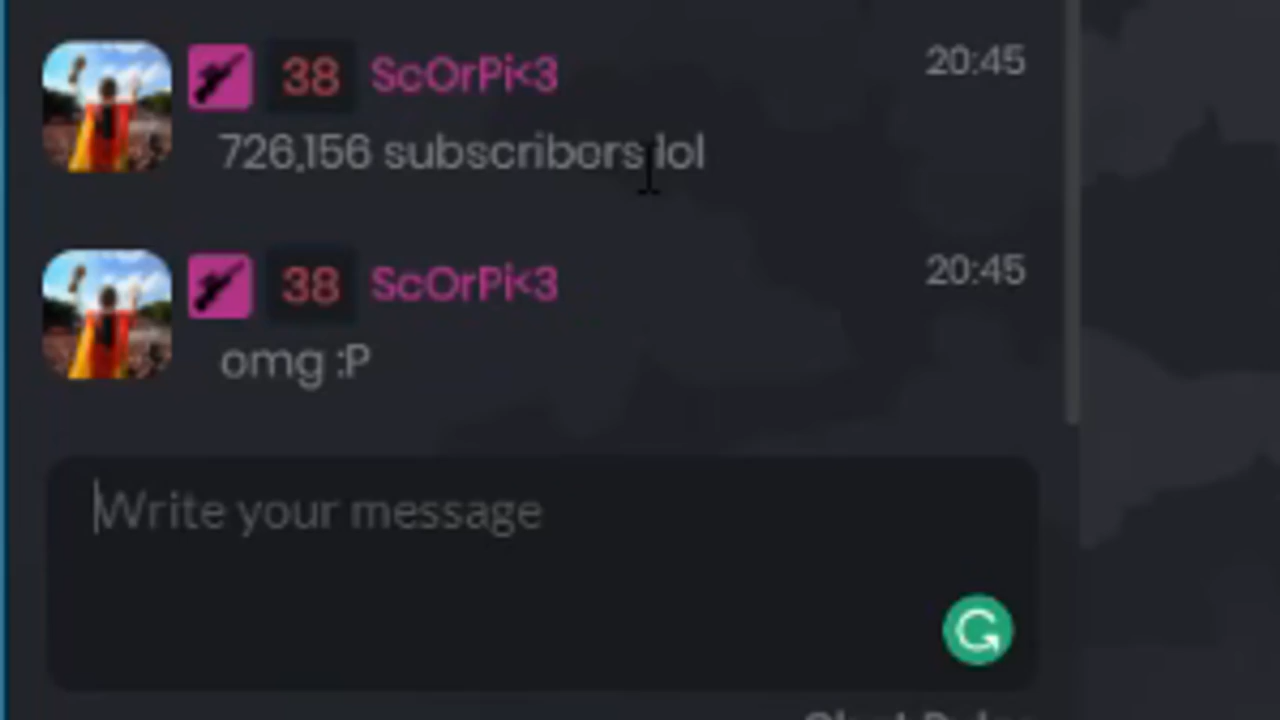 38 ScOrPi<3 20:45
726,156 subscribors lol
38 ScOrPi<3 20:45
omg :P
Write your message